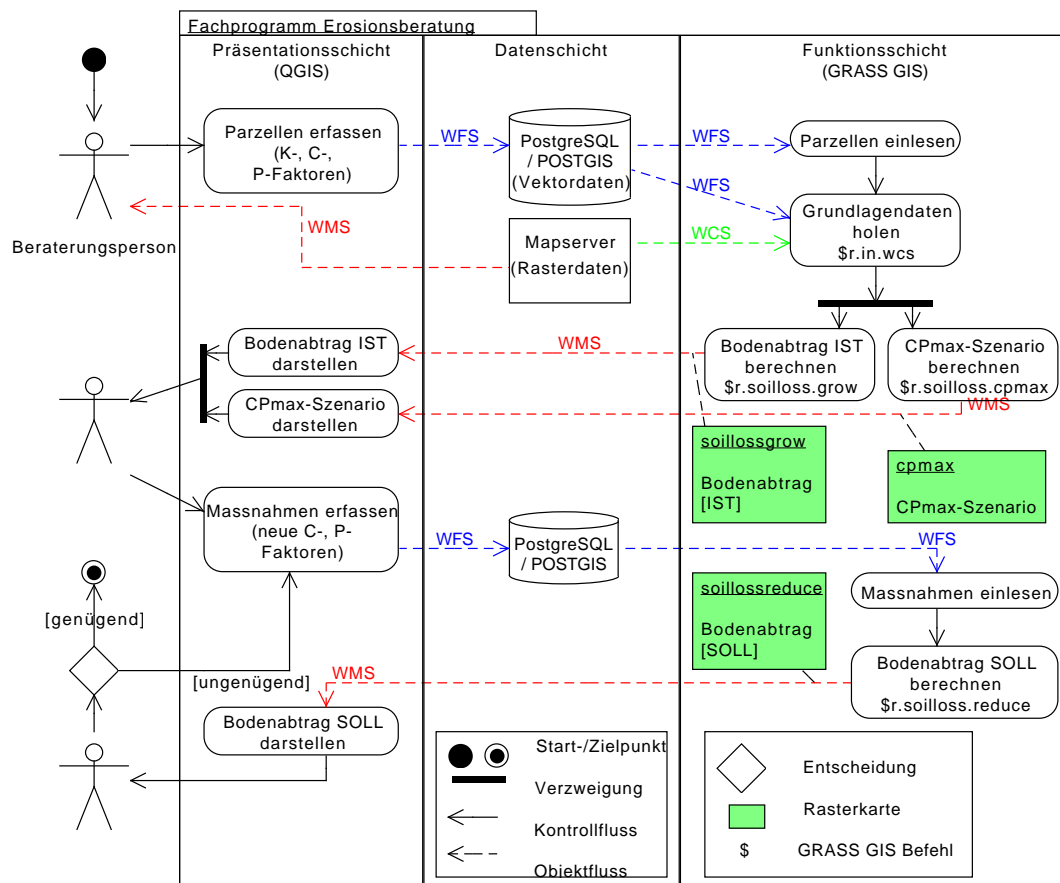 Fachprogramm Erosionsberatung
Präsentationsschicht
(QGIS)
Datenschicht
Funktionsschicht
(GRASS GIS)
Parzellen erfassen
(K-, C-,
P-Faktoren)
WFS
PostgreSQL
/ POSTGIS
(Vektordaten)
WFS
WFS
Parzellen einlesen
Beraterungsperson
WMS
Mapserver
(Rasterdaten)
WCS
Grundlagendaten
holen
$r.in.wcs
Bodenabtrag IST
darstellen
WMS
Bodenabtrag IST
berechnen
$r.soilloss.grow
CPmax-Szenario
berechnen
$r.soilloss.cpmax
CPmax-Szenario
darstellen
WMS
soillossgrow
Bodenabtrag
[IST]
cpmax
CPmax-Szenario
Massnahmen erfassen
(neue C-, P-
Faktoren)
WFS
PostgreSQL
/ POSTGIS
WFS
Massnahmen einlesen
soillossreduce
Bodenabtrag
[SOLL]
[genügend]
[ungenügend]
WMS
Bodenabtrag SOLL
berechnen
$r.soilloss.reduce
Bodenabtrag SOLL
darstellen
Start-/Zielpunkt
Verzweigung
Kontrollfluss
Objektfluss
Entscheidung
Rasterkarte
$ GRASS GIS Befehl